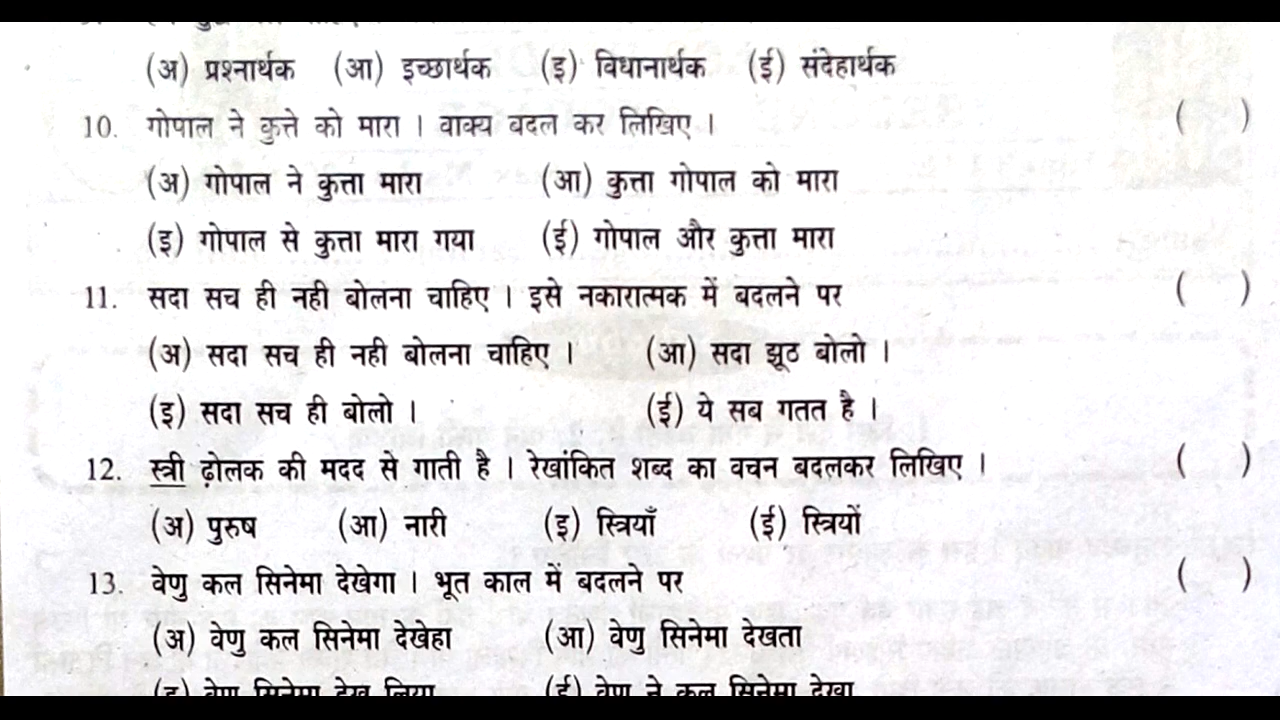 (अ) प्रश्नार्थक (आ) इच्छार्थक (इ) विधानार्थक (ई) संदेहार्थक
10. गोपाल ने कुत्ते को मारा । वाक्य बदल कर लिखिए । ( )
(अ) गोपाल ने कुत्ता मारा (आ) कुत्ता गोपाल को मारा
(इ) गोपाल से कुत्ता मारा गया (ई) गोपाल और कुत्ता मारा
11. सदा सच ही नही बोलना चाहिए । इसे नकारात्मक में बदलने पर ( )
(अ) सदा सच ही नही बोलना चाहिए । (आ) सदा झूठ बोलो ।
(इ) सदा सच ही बोलो । (ई) ये सब गतत है ।
12. स्त्री ढ़ोलक की मदद से गाती है । रेखांकित शब्द का वचन बदलकर लिखिए । ( )
(अ) पुरुष (आ) नारी (इ) स्त्रियाँ (ई) स्त्रियों
13. वेणु कल सिनेमा देखेगा । भूत काल में बदलने पर ( )
(अ) वेणु कल सिनेमा देखेहा (आ) वेणु सिनेमा देखता
(इ) वेणु सिनेमा देख लिया (ई) वेणु ने कल सिनेमा देखा